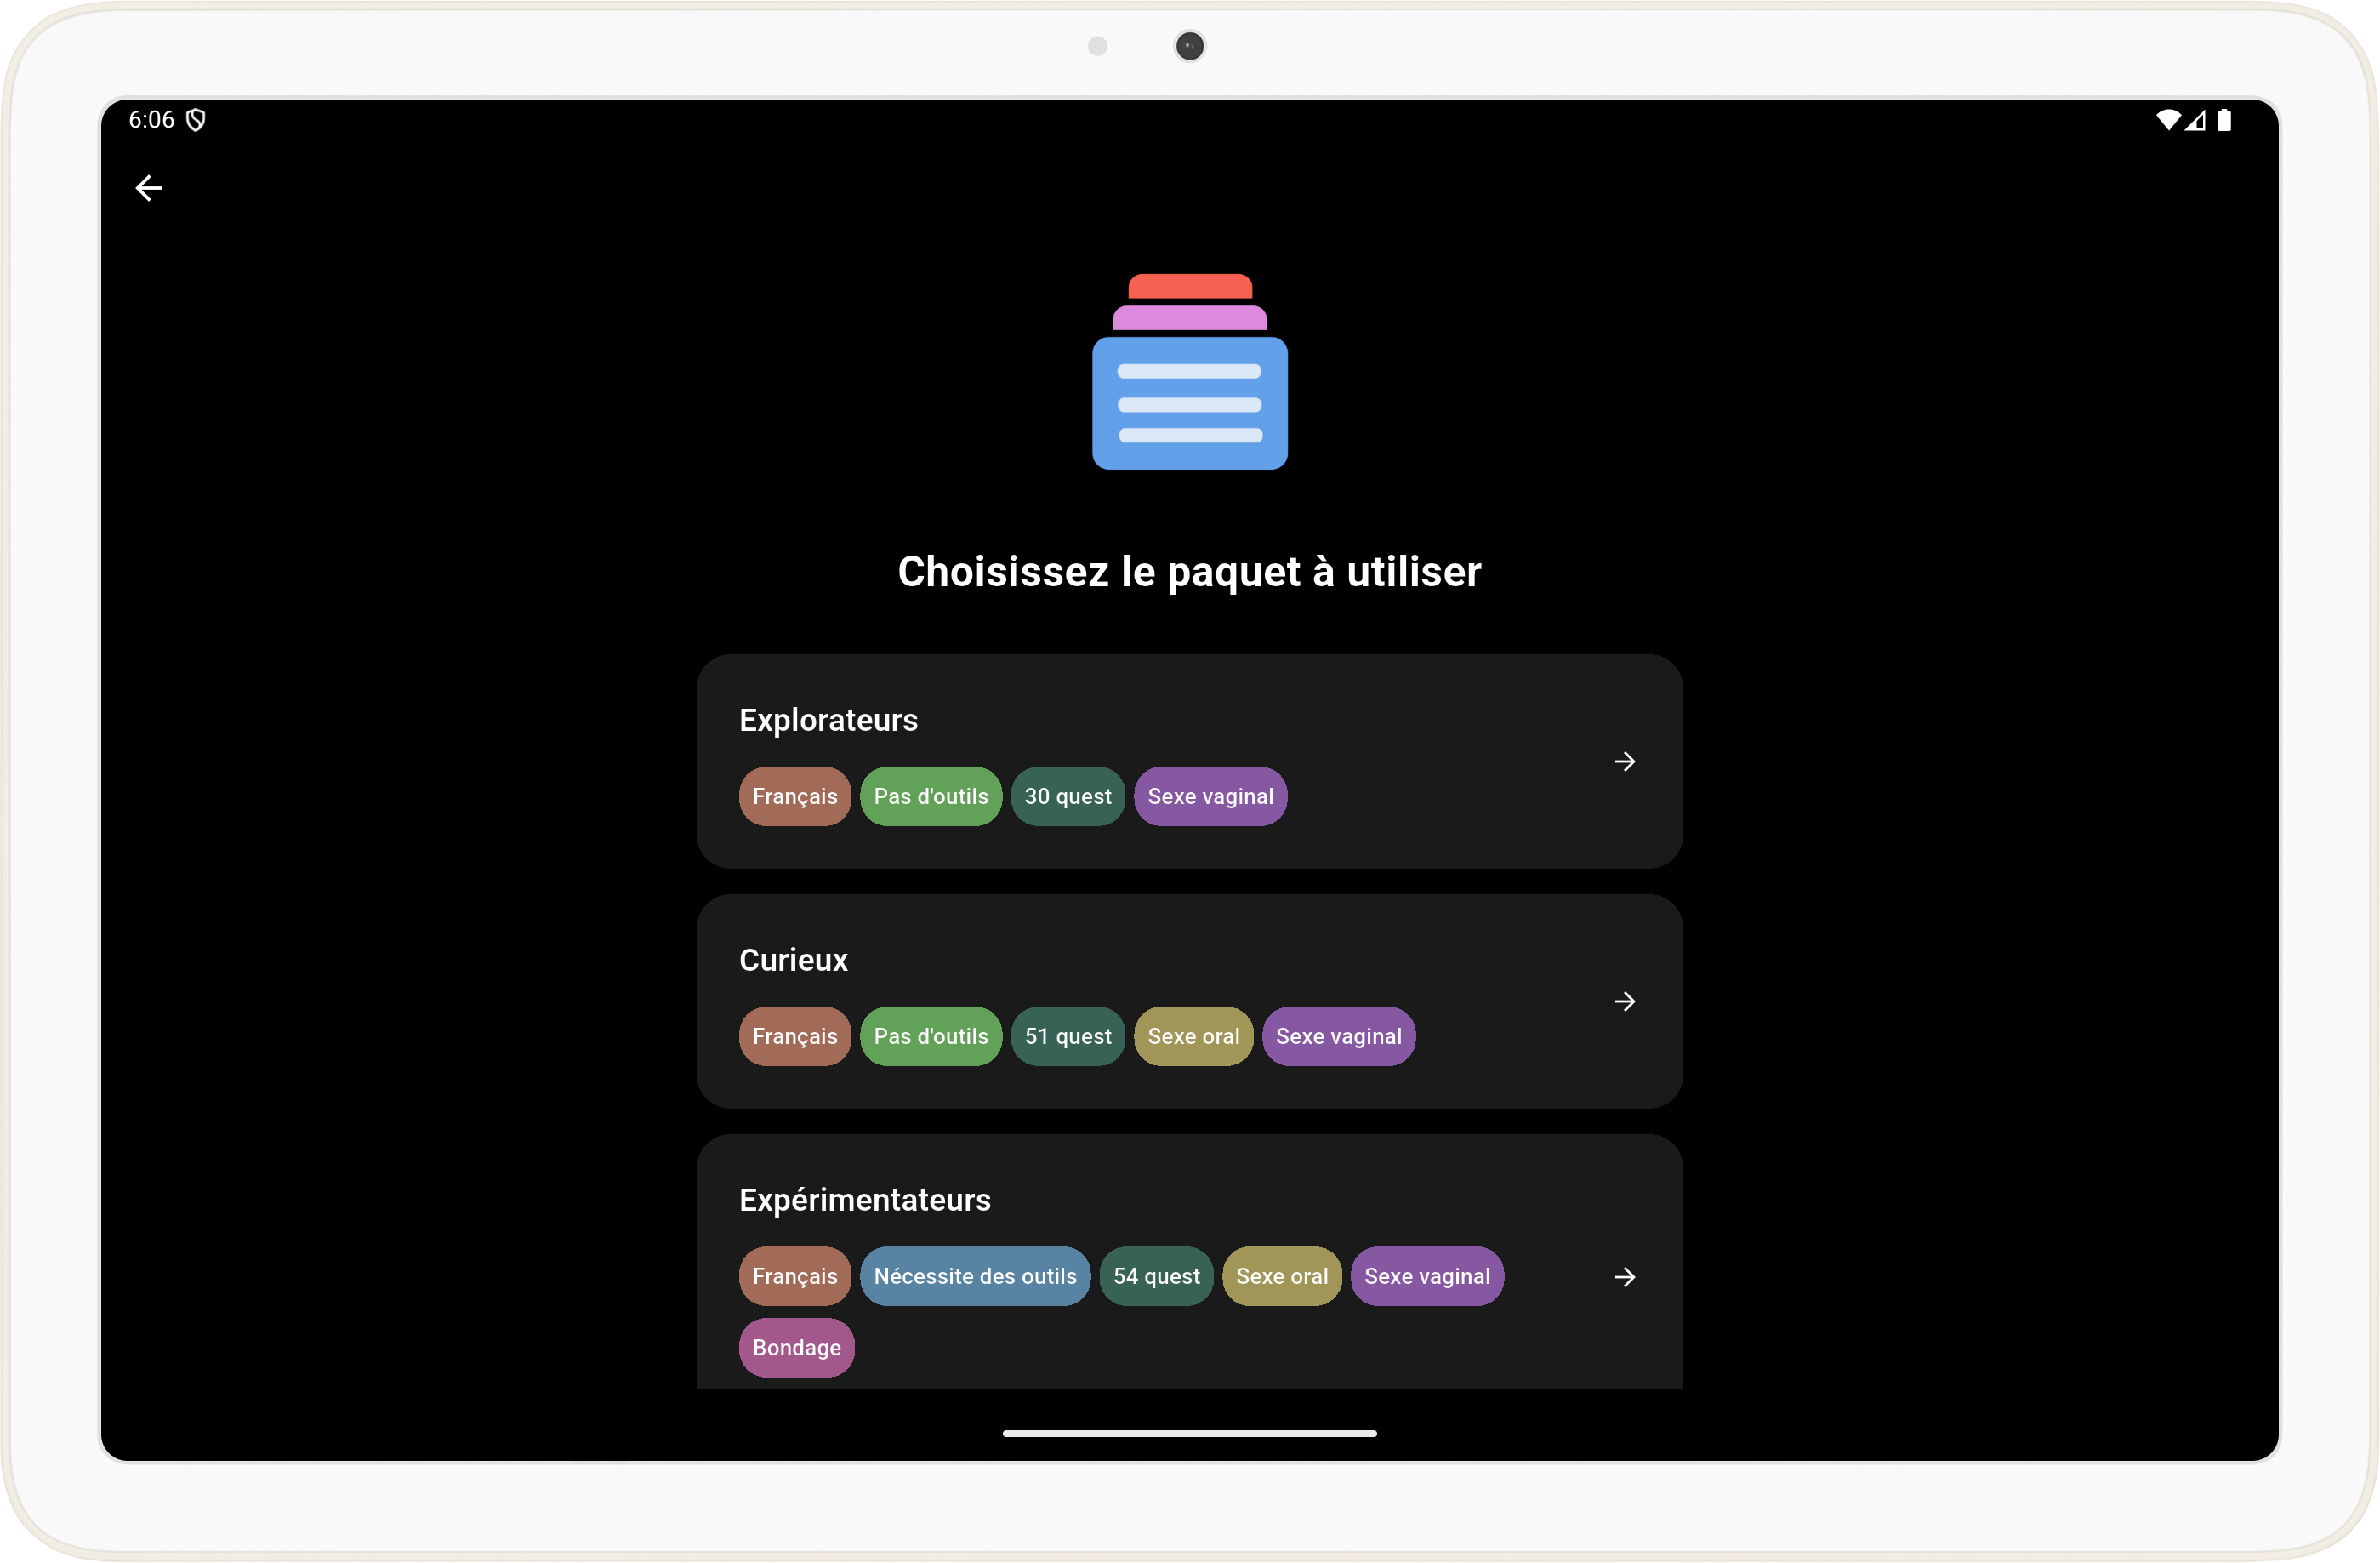 6:06
Choisissez le paquet à utiliser
Explorateurs
Français Pas d'outils 30 quest Sexe vaginal
Curieux
Français Pas d'outils 51 quest Sexe oral Sexe vaginal
Expérimentateurs
Français Nécessite des outils 54 quest Sexe oral Sexe vaginal
Bondage